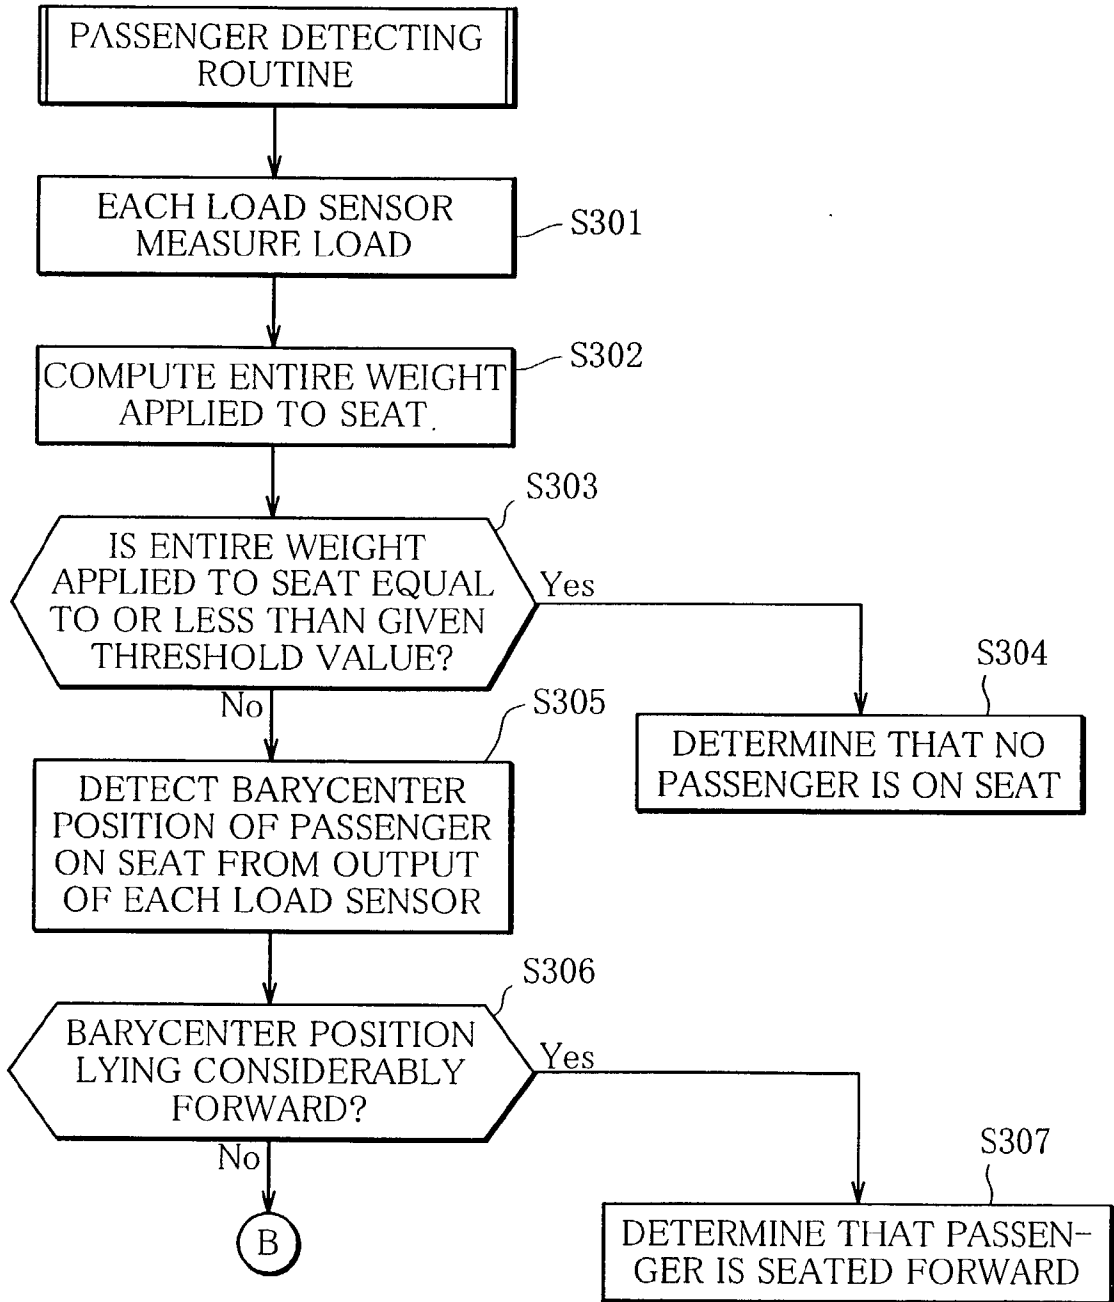 PASSENGER DETECTING
ROUTINE
EACH LOAD SENSOR
MEASURE LOAD
S301
S302
COMPUTE ENTIRE WEIGHT
APPLIED TO SEAT
S303
IS ENTIRE WEIGHT
APPLIED TO SEAT EQUAL
TO OR LESS THAN GIVEN
THRESHOLD VALUE?
Yes
No
S304
DETERMINE THAT NO
PASSENGER IS ON SEAT
S305
DETECT BARYCENTER
POSITION OF PASSENGER
ON SEAT FROM OUTPUT
OF EACH LOAD SENSOR
S306
BARYCENTER POSITION
LYING CONSIDERABLY
FORWARD?
Yes
No
B
S307
DETERMINE THAT PASSEN-
GER IS SEATED FORWARD